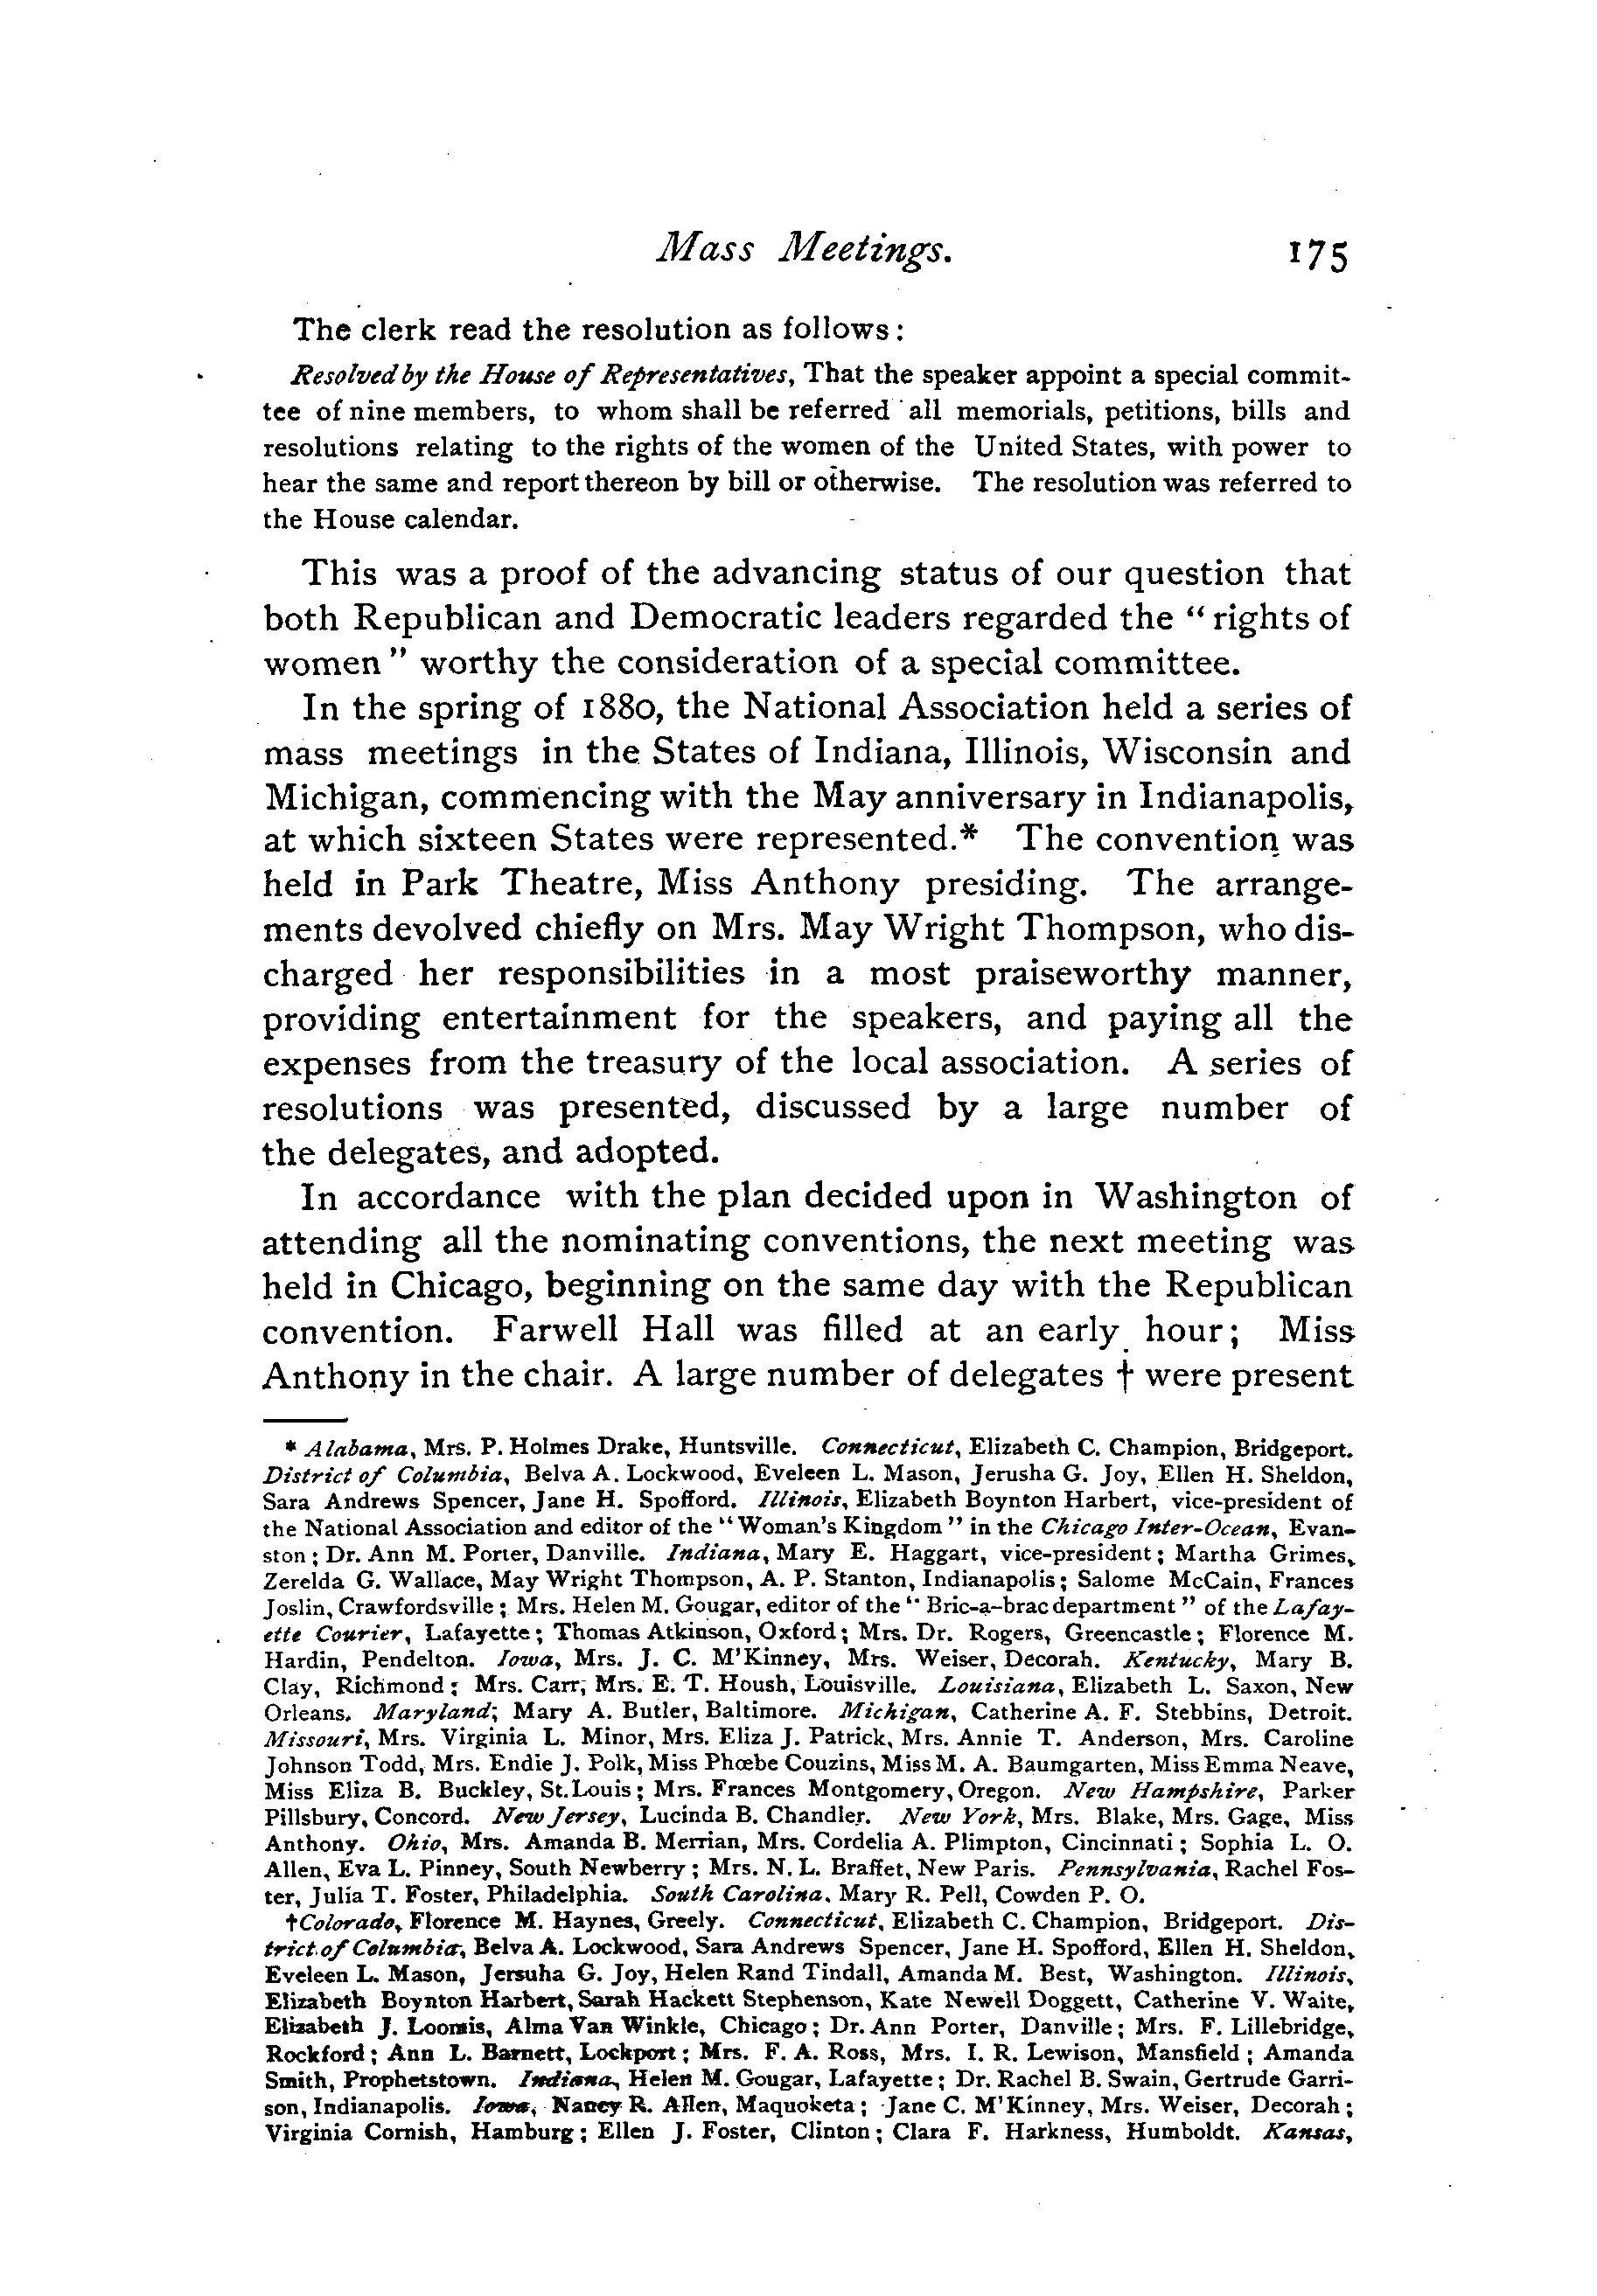 Mass Meetings. 175
The clerk read the resolution as follows:
Resolved by the House of Representatives, That the speaker appoint a special commit-
tee of nine members, to whom shall be referred all memorials, petitions, bills and
resolutions relating to the rights of the women of the United States, with power to
hear the same and report thereon by bill or otherwise. The resolution was referred to
the House calendar.
This was a proof of the advancing status of our question that
both Republican and Democratic leaders regarded the "rights of
women" worthy the consideration of a special committee.
In the spring of 1880, the National Association held a series of
mass meetings in the States of Indiana, Illinois, Wisconsin and
Michigan, commencing with the May anniversary in Indianapolis,
at which sixteen States were represented.* The convention was
held in Park Theatre, Miss Anthony presiding. The arrange-
ments devolved chiefly on Mrs. May Wright Thompson, who dis-
charged her responsibilities in a most praiseworthy manner,
providing entertainment for the speakers, and paying all the
expenses from the treasury of the local association. A series of
resolutions was presented, discussed by a large number of
the delegates, and adopted.
In accordance with the plan decided upon in Washington of
attending all the nominating conventions, the next meeting was
held in Chicago, beginning on the same day with the Republican
convention. Farwell Hall was filled at an early hour; Miss
Anthony in the chair. A large number of delegates † were present
* Alabama, Mrs. P. Holmes Drake, Huntsville. Connecticut, Elizabeth C. Champion, Bridgeport.
District of Columbia, Belva A. Lockwood, Eveleen L. Mason, Jerusha G. Joy, Ellen H. Sheldon,
Sara Andrews Spencer, Jane H. Spofford. Illinois, Elizabeth Boynton Harbert, vice-president of
the National Association and editor of the "Woman's Kingdom" in the Chicago Inter-Ocean, Evan-
ston; Dr. Ann M. Porter, Danville. Indiana, Mary E. Haggart, vice-president; Martha Grimes,
Zerelda G. Wallace, May Wright Thompson, A. P. Stanton, Indianapolis; Salome McCain, Frances
Joslin, Crawfordsville; Mrs. Helen M. Gougar, editor of the "Bric-a-brac department" of the Lafay-
ette Courier, Lafayette; Thomas Atkinson, Oxford; Mrs. Dr. Rogers, Greencastle; Florence M.
Hardin, Pendelton. Iowa, Mrs. J. C. M'Kinney, Mrs. Weiser, Decorah. Kentucky, Mary B.
Clay, Richmond; Mrs. Carr, Mrs. E. T. Housh, Louisville. Louisiana, Elizabeth L. Saxon, New
Orleans. Maryland; Mary A. Butler, Baltimore. Michigan, Catherine A. F. Stebbins, Detroit.
Missouri, Mrs. Virginia L. Minor, Mrs. Eliza J. Patrick, Mrs. Annie T. Anderson, Mrs. Caroline
Johnson Todd, Mrs. Endie J. Polk, Miss Phœbe Couzins, Miss M. A. Baumgarten, Miss Emma Neave,
Miss Eliza B. Buckley, St. Louis; Mrs. Frances Montgomery, Oregon. New Hampshire, Parker
Pillsbury, Concord. New Jersey, Lucinda B. Chandler. New York, Mrs. Blake, Mrs. Gage, Miss
Anthony. Ohio, Mrs. Amanda B. Merrian, Mrs. Cordelia A. Plimpton, Cincinnati; Sophia L. O.
Allen, Eva L. Pinney, South Newberry; Mrs. N. L. Braffet, New Paris. Pennsylvania, Rachel Fos-
ter, Julia T. Foster, Philadelphia. South Carolina, Mary R. Pell, Cowden P. O.
† Colorado, Florence M. Haynes, Greely. Connecticut, Elizabeth C. Champion, Bridgeport. Dis-
trict of Columbia, Belva A. Lockwood, Sara Andrews Spencer, Jane H. Spofford, Ellen H. Sheldon,
Eveleen L. Mason, Jersuha G. Joy, Helen Rand Tindall, Amanda M. Best, Washington. Illinois,
Elizabeth Boynton Harbert, Sarah Hackett Stephenson, Kate Newell Doggett, Catherine V. Waite,
Elizabeth J. Loomis, Alma Van Winkle, Chicago; Dr. Ann Porter, Danville; Mrs. F. Lillebridge,
Rockford; Ann L. Barnett, Lockport; Mrs. F. A. Ross, Mrs. I. R. Lewison, Mansfield; Amanda
Smith, Prophetstown. Indiana, Helen M. Gougar, Lafayette; Dr. Rachel B. Swain, Gertrude Garri-
son, Indianapolis. Iowa, Nancy R. Allen, Maquoketa; Jane C. M'Kinney, Mrs. Weiser, Decorah;
Virginia Cornish, Hamburg; Ellen J. Foster, Clinton; Clara F. Harkness, Humboldt. Kansas,